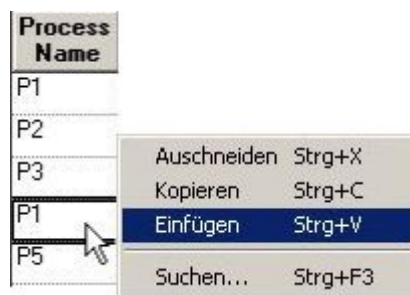 Process
Name
P1
P2
P3
P1
P5
Auschneiden Strg+X
Kopieren Strg+C
Einfügen Strg+V
Suchen... Strg+F3